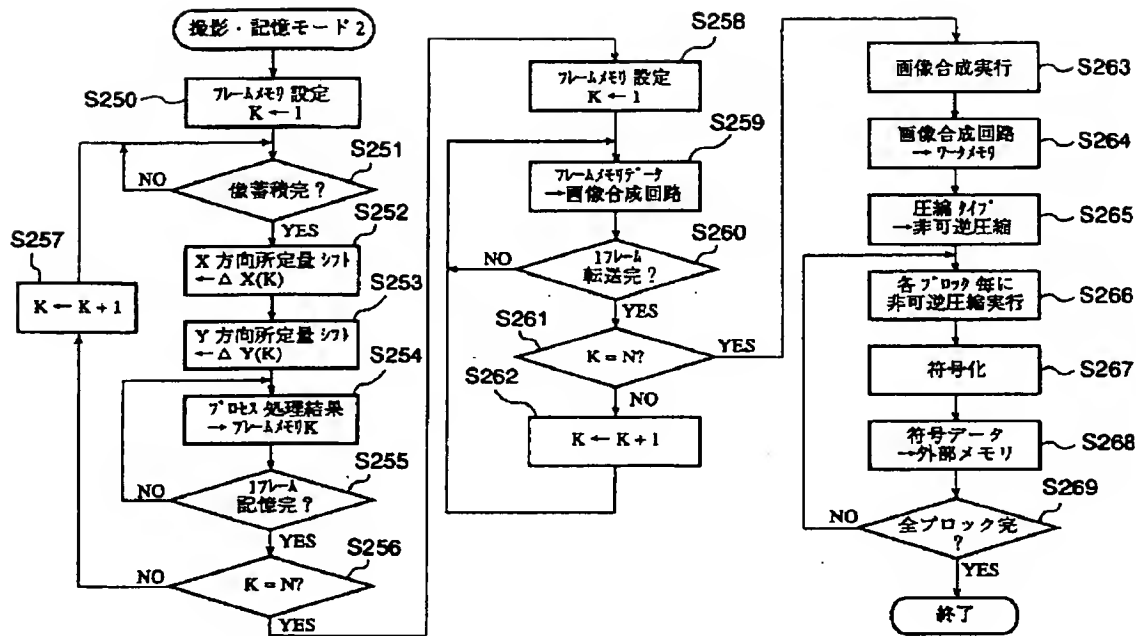 撮影・記憶モード 2
S250
フレームメモリ 設定
K ← 1
S251
像蓄積完?
NO
YES
S252
X 方向所定量 シフト
← Δ X(K)
S253
Y 方向所定量 シフト
← Δ Y(K)
S254
プロセス 処理結果
→ フレームメモリ K
S255
1フレーム
記憶完?
NO
YES
S256
K = N?
NO
YES
S257
K ← K + 1
S258
フレームメモリ 設定
K ← 1
S259
フレームメモリデータ
→画像合成回路
S260
1フレーム
転送完?
NO
YES
S261
K = N?
YES
NO
S262
K ← K + 1
画像合成実行
S263
画像合成回路
→ワークメモリ
S264
圧縮 タイプ
→非可逆圧縮
S265
各 ブロック 毎に
非可逆圧縮実行
S266
符号化
S267
符号データ
→外部メモリ
S268
S269
全ブロック完
?
NO
YES
終了